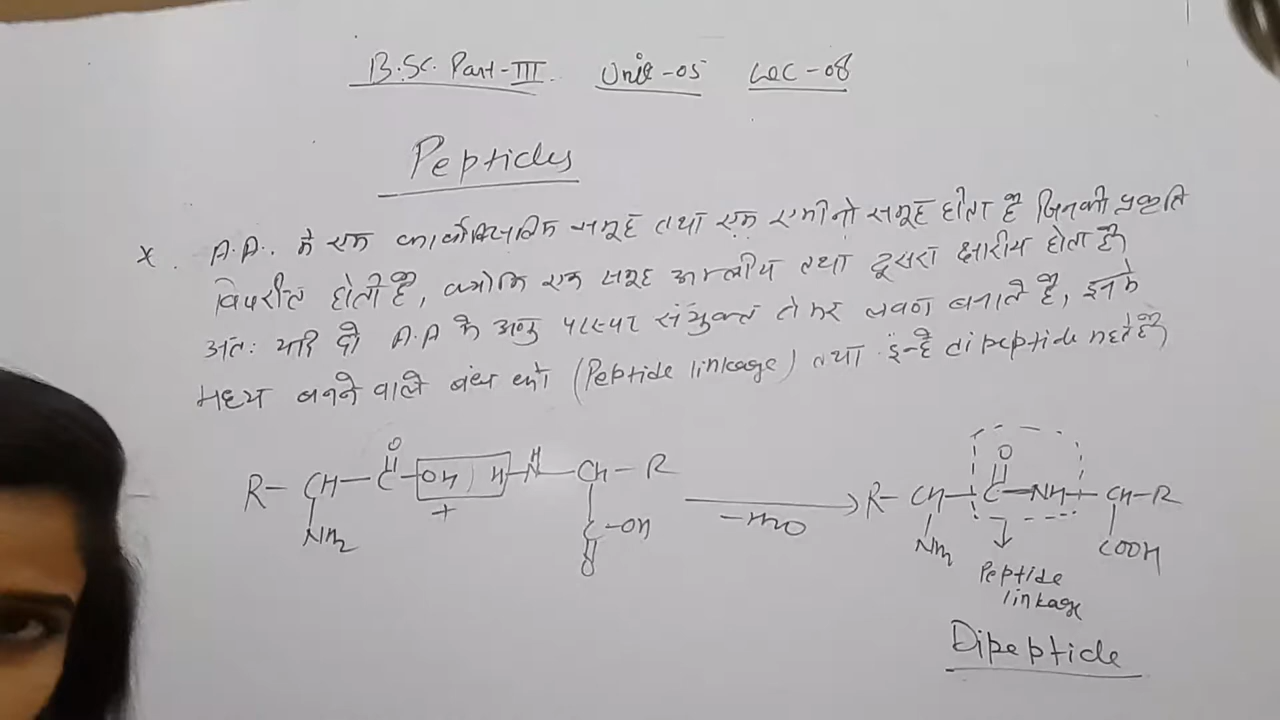 B.Sc. Part-III. Unit-05 LEC-08
Peptides
* A.A. में एक कार्बोक्सिलिक समूह तथा एक एमीनो समूह होता है जिनकी प्रकृति
विपरीत होती है, क्योकि एक समूह अम्लीय तथा दूसरा क्षारीय होता है।
अतः यदि दो A.A के अणु परस्पर संयुक्त होकर लवण बनाते है, इनके
मध्य बनने वाले बंध को (Peptide linkage) तथा इन्हे dipeptide कहते है।
R-CH-C-OH H-N-CH-R -H2O R-CH-C-NH-CH-R
O H O
NH2 + C-OH NH2 COOH
O
Peptide
linkage
Dipeptide